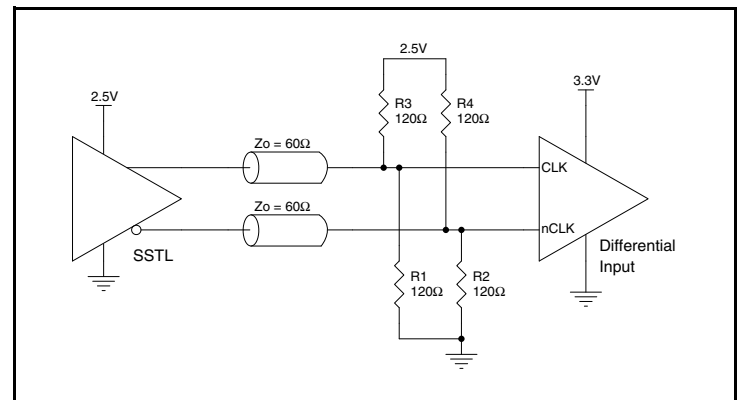 2.5V
2.5V
3.3V
R3
120Ω
R4
120Ω
Zo = 60Ω
CLK
Zo = 60Ω
nCLK
SSTL
Differential
Input
R1
120Ω
R2
120Ω